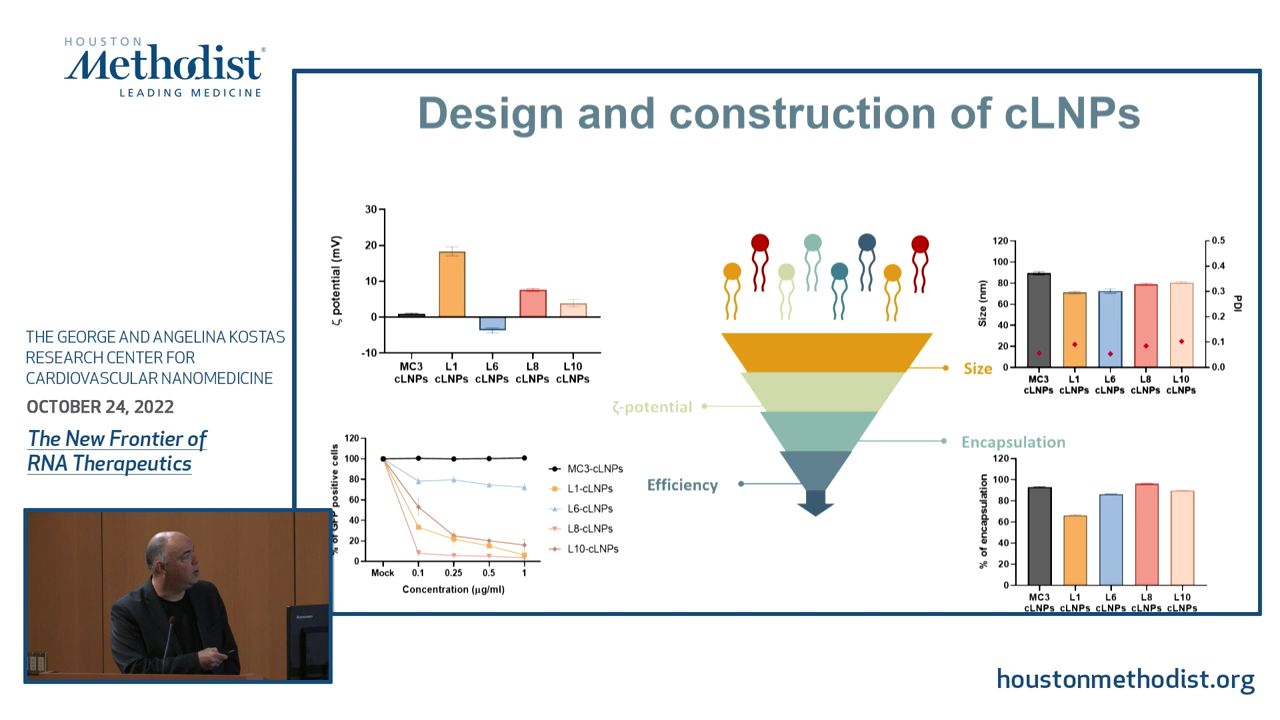 HOUSTON
Methodist®
LEADING MEDICINE
Design and construction of cLNPs
THE GEORGE AND ANGELINA KOSTAS
RESEARCH CENTER FOR
CARDIOVASCULAR NANOMEDICINE
OCTOBER 24, 2022
The New Frontier of
RNA Therapeutics
ζ potential (mV)
30
20
10
0
-10
MC3 L1 L6 L8 L10
cLNPs cLNPs cLNPs cLNPs cLNPs
% of GFP positive cells
120
100
80
60
40
20
0
Mock 0.1 0.25 0.5 1
Concentration (µg/ml)
MC3-cLNPs
L1-cLNPs
L6-cLNPs
L8-cLNPs
L10-cLNPs
Size
ζ-potential
Encapsulation
Efficiency
Size (nm)
120
100
80
60
40
20
0
0.5
0.4
0.3
0.2
0.1
0.0
PDI
MC3 L1 L6 L8 L10
cLNPs cLNPs cLNPs cLNPs cLNPs
% of encapsulation
120
100
80
60
40
20
0
MC3 L1 L6 L8 L10
cLNPs cLNPs cLNPs cLNPs cLNPs
houstonmethodist.org